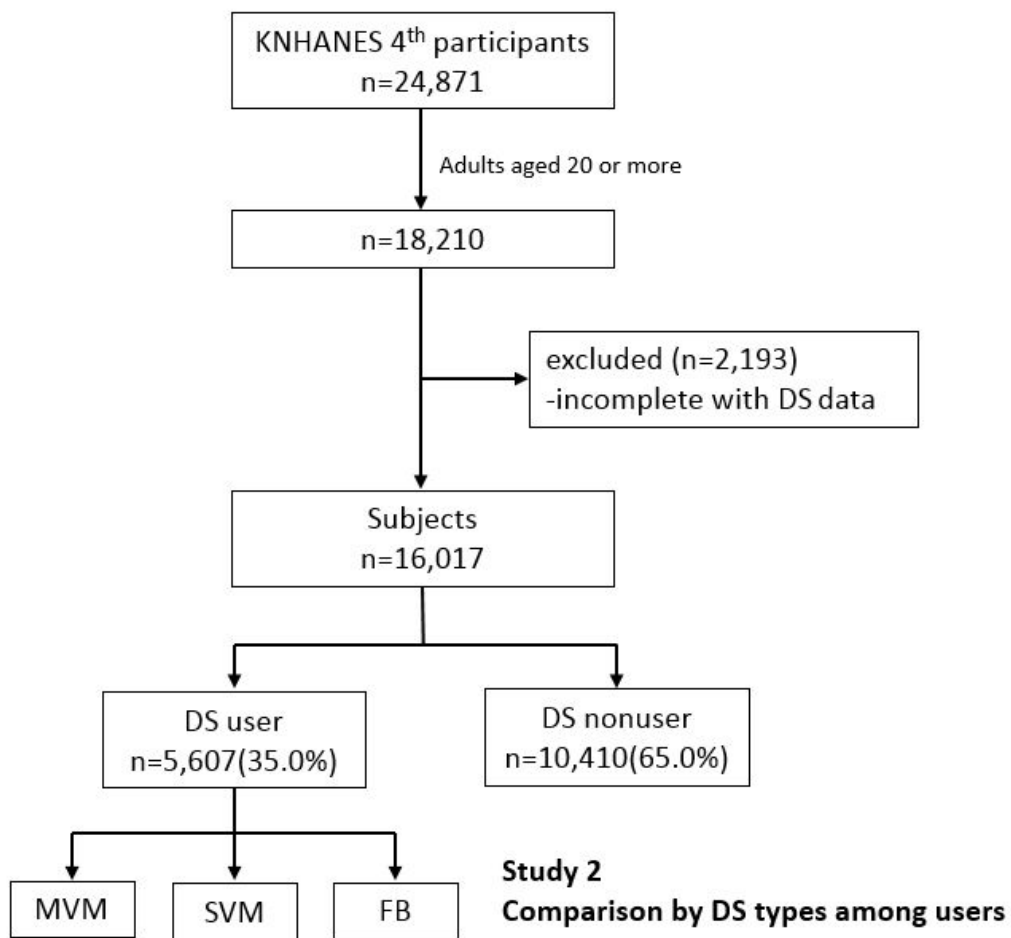 KNHANES 4th participants
n=24,871
Adults aged 20 or more
n=18,210
excluded (n=2,193)
-incomplete with DS data
Subjects
n=16,017
DS user
n=5,607(35.0%)
DS nonuser
n=10,410(65.0%)
MVM
SVM
FB
Study 2
Comparison by DS types among users